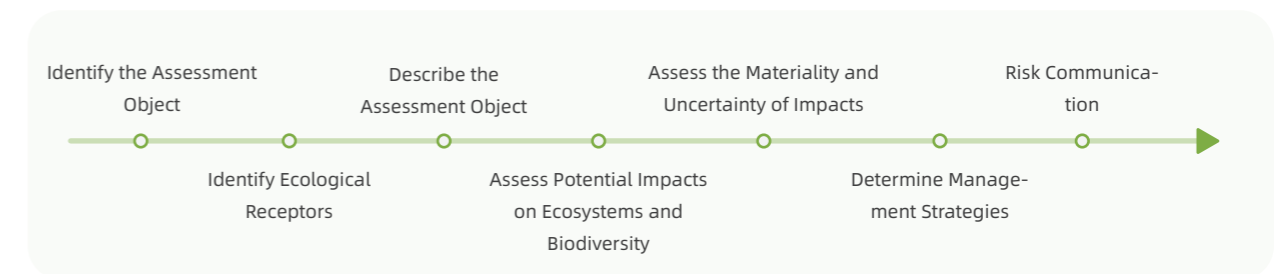 Identify the Assessment
Object
Identify Ecological
Receptors
Describe the
Assessment Object
Assess Potential Impacts
on Ecosystems and
Biodiversity
Assess the Materiality and
Uncertainty of Impacts
Determine Manage-
ment Strategies
Risk Communica-
tion